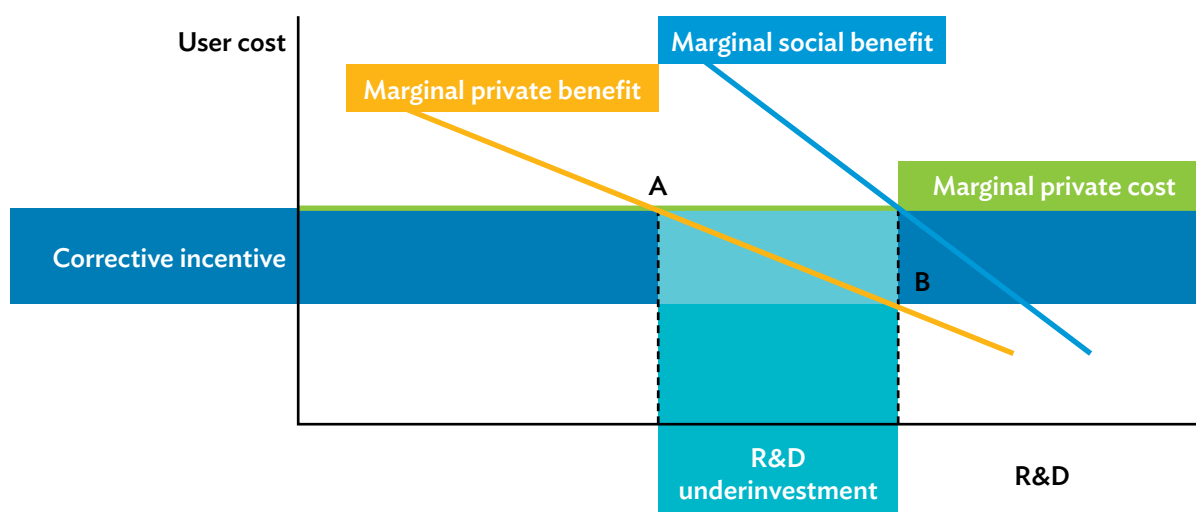 User cost
Marginal social benefit
Marginal private benefit
A
Marginal private cost
Corrective incentive
B
R&D
underinvestment
R&D